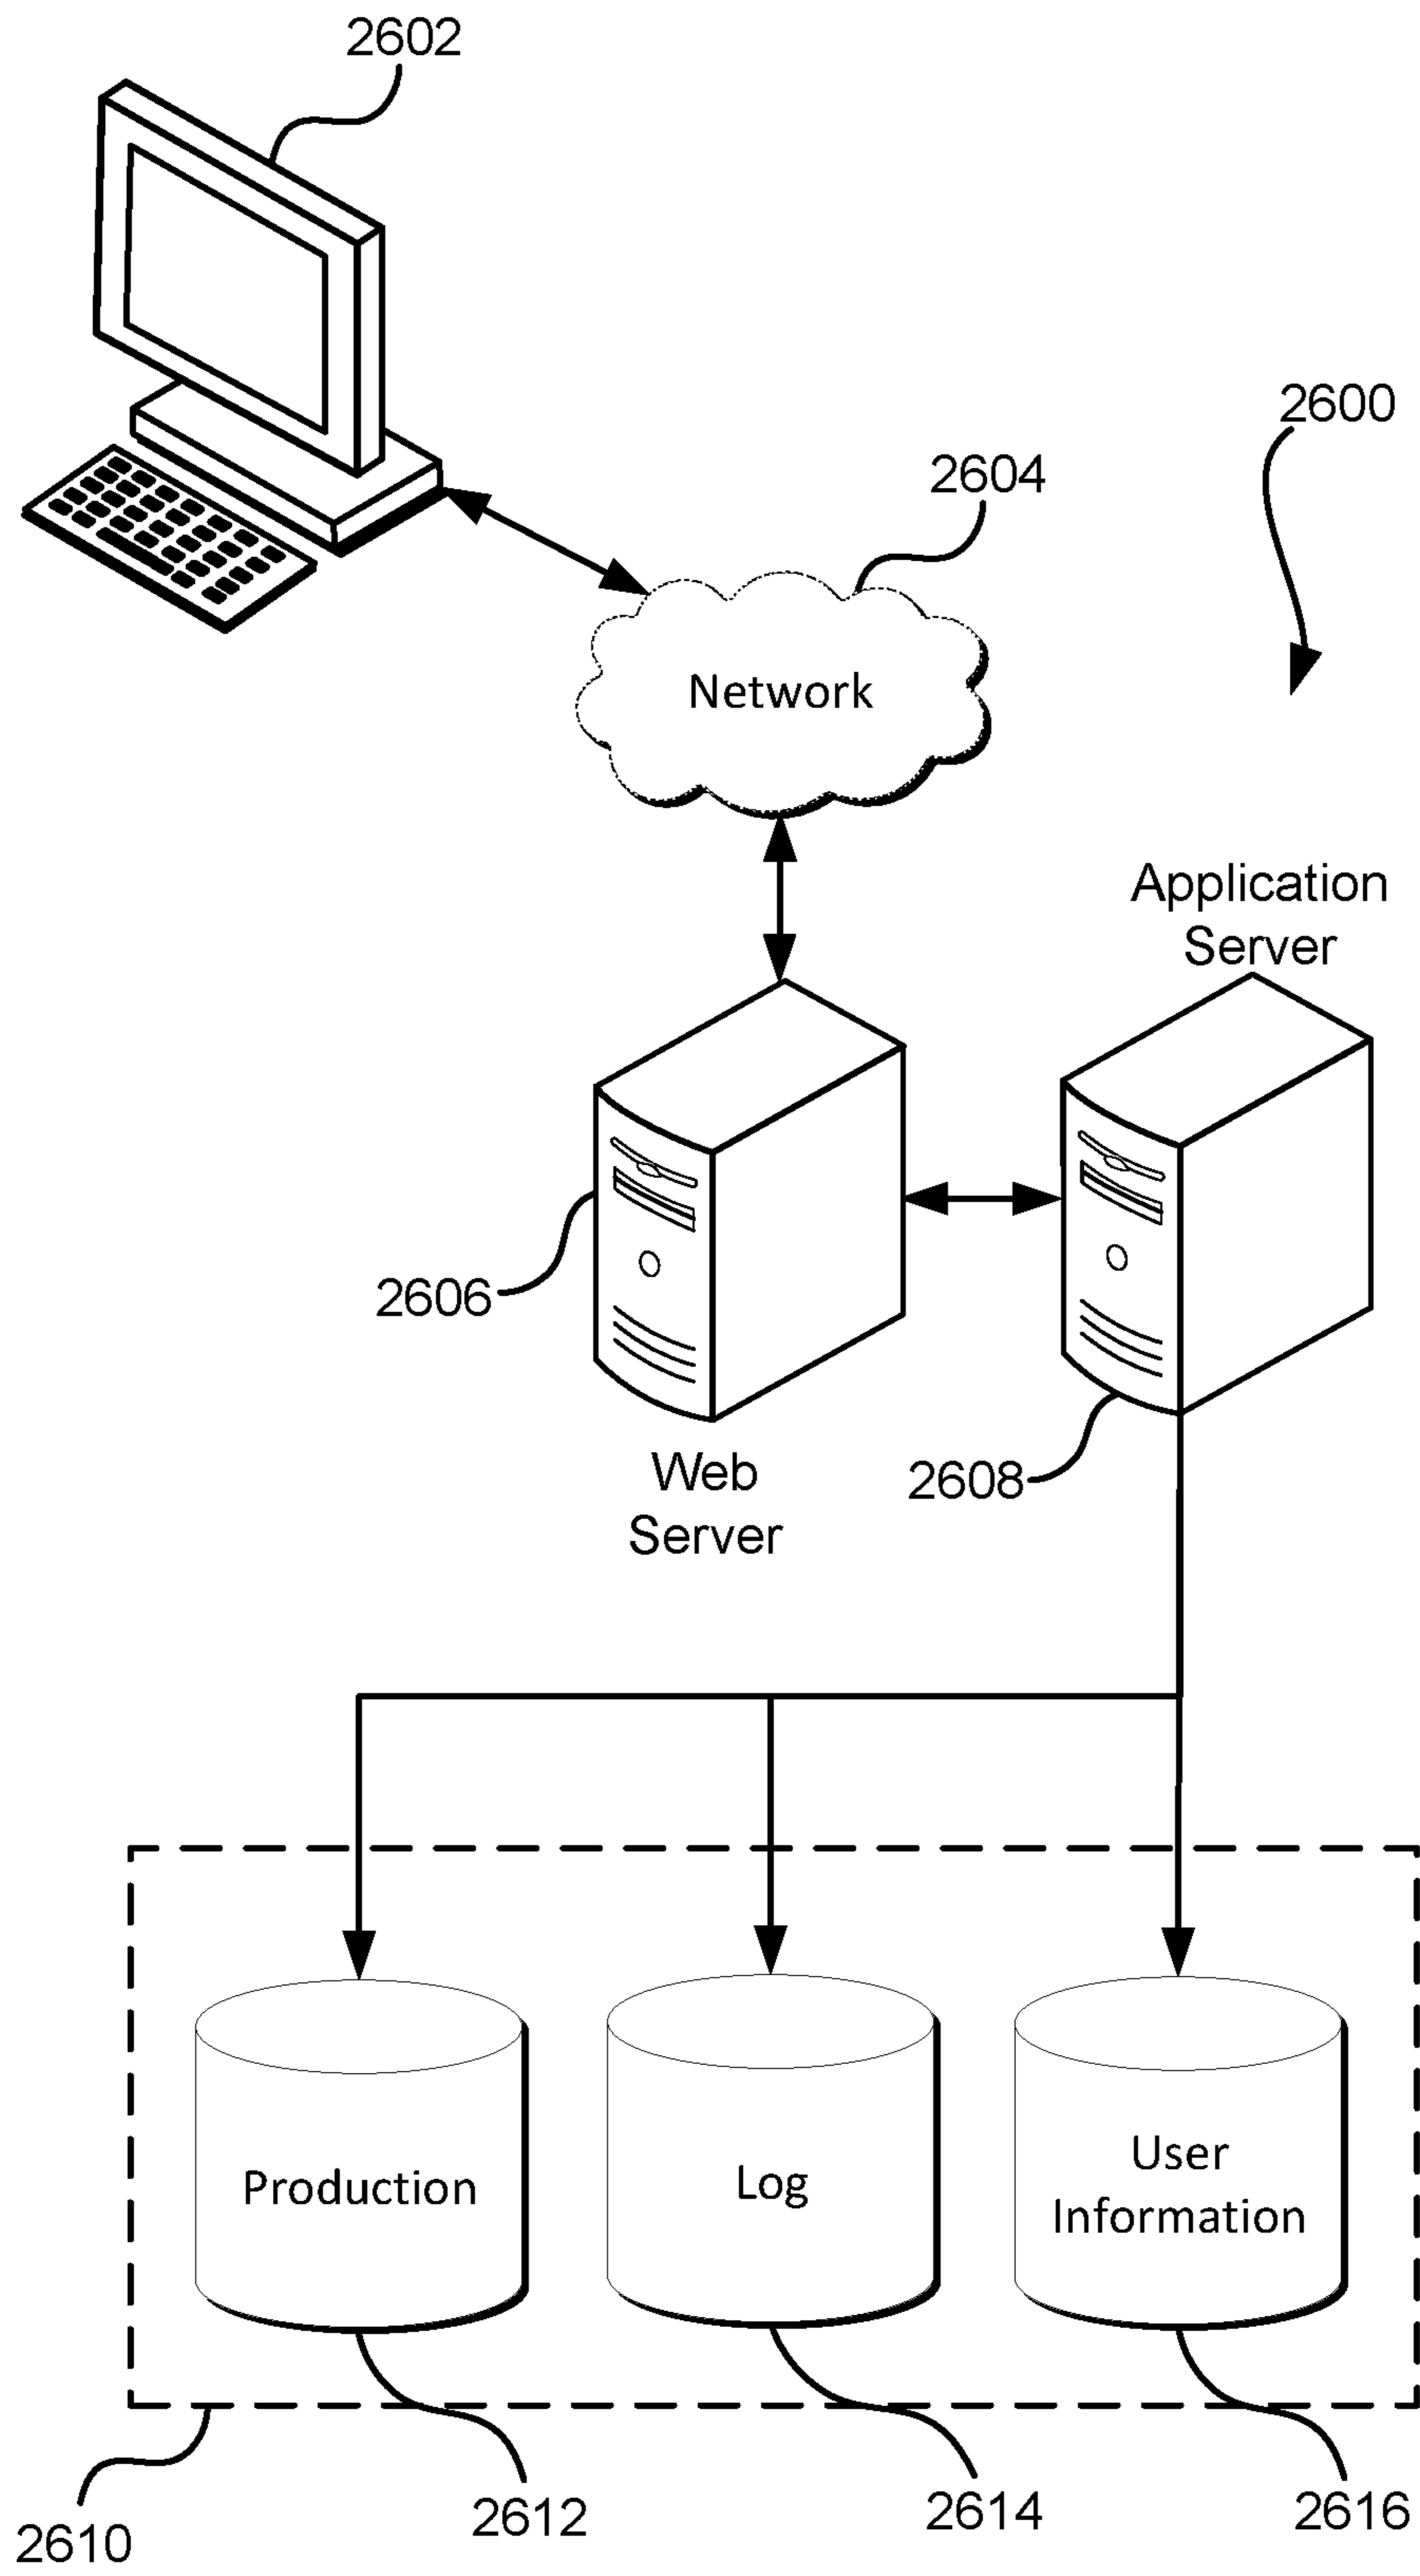 2602
2600
2604
Network
Application
Server
2606
Web
Server
2608
Production
Log
User
Information
2610
2612
2614
2616